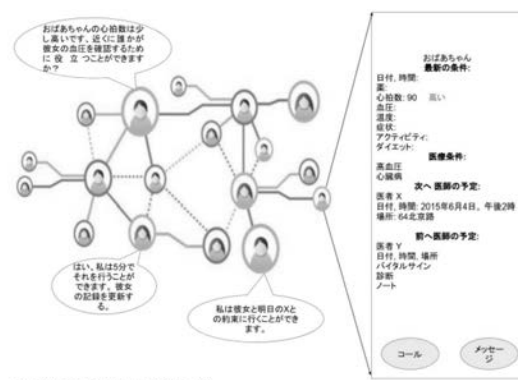 おばあちゃんの心拍数は少
し高いです、近くに誰かが
彼女の血圧を確認するため
に 役 立 つことができま
すか？
はい、私は5分で
それを行うことが
できます。彼女
の記録を更新す
る。
私は彼女と明日のXと
の約束に行くことができ
ます。
おばあちゃん
最新の条件:
日付, 時間:
薬:
心拍数: 90 高い
血圧:
温度:
症状:
アクティビティ:
ダイエット:
医療条件:
高血圧
心臓病
次へ 医師の予定:
医者 X
日付, 時間: 2015年6月4日, 午後2時
場所: 64北京路
前へ医師の予定:
医者 Y
日付, 時間, 場所
バイタルサイン
診断
ノート
コール
メッセー
ジ